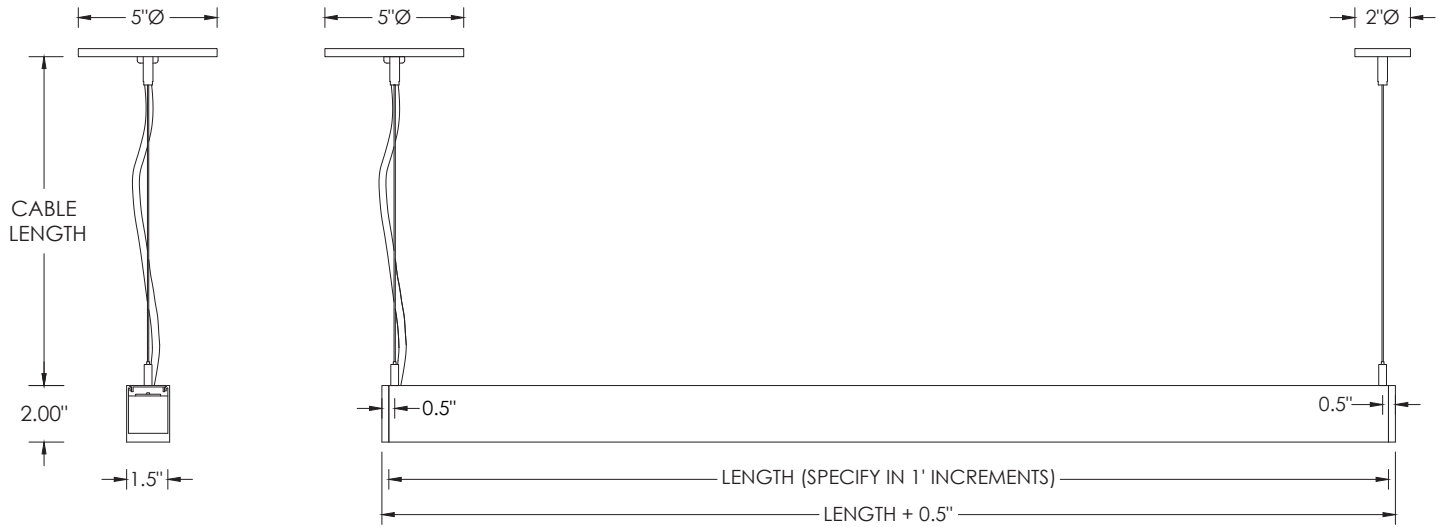 5"Ø
5"Ø
2"Ø
CABLE
LENGTH
2.00"
0.5"
0.5"
1.5"
LENGTH (SPECIFY IN 1' INCREMENTS)
LENGTH + 0.5"